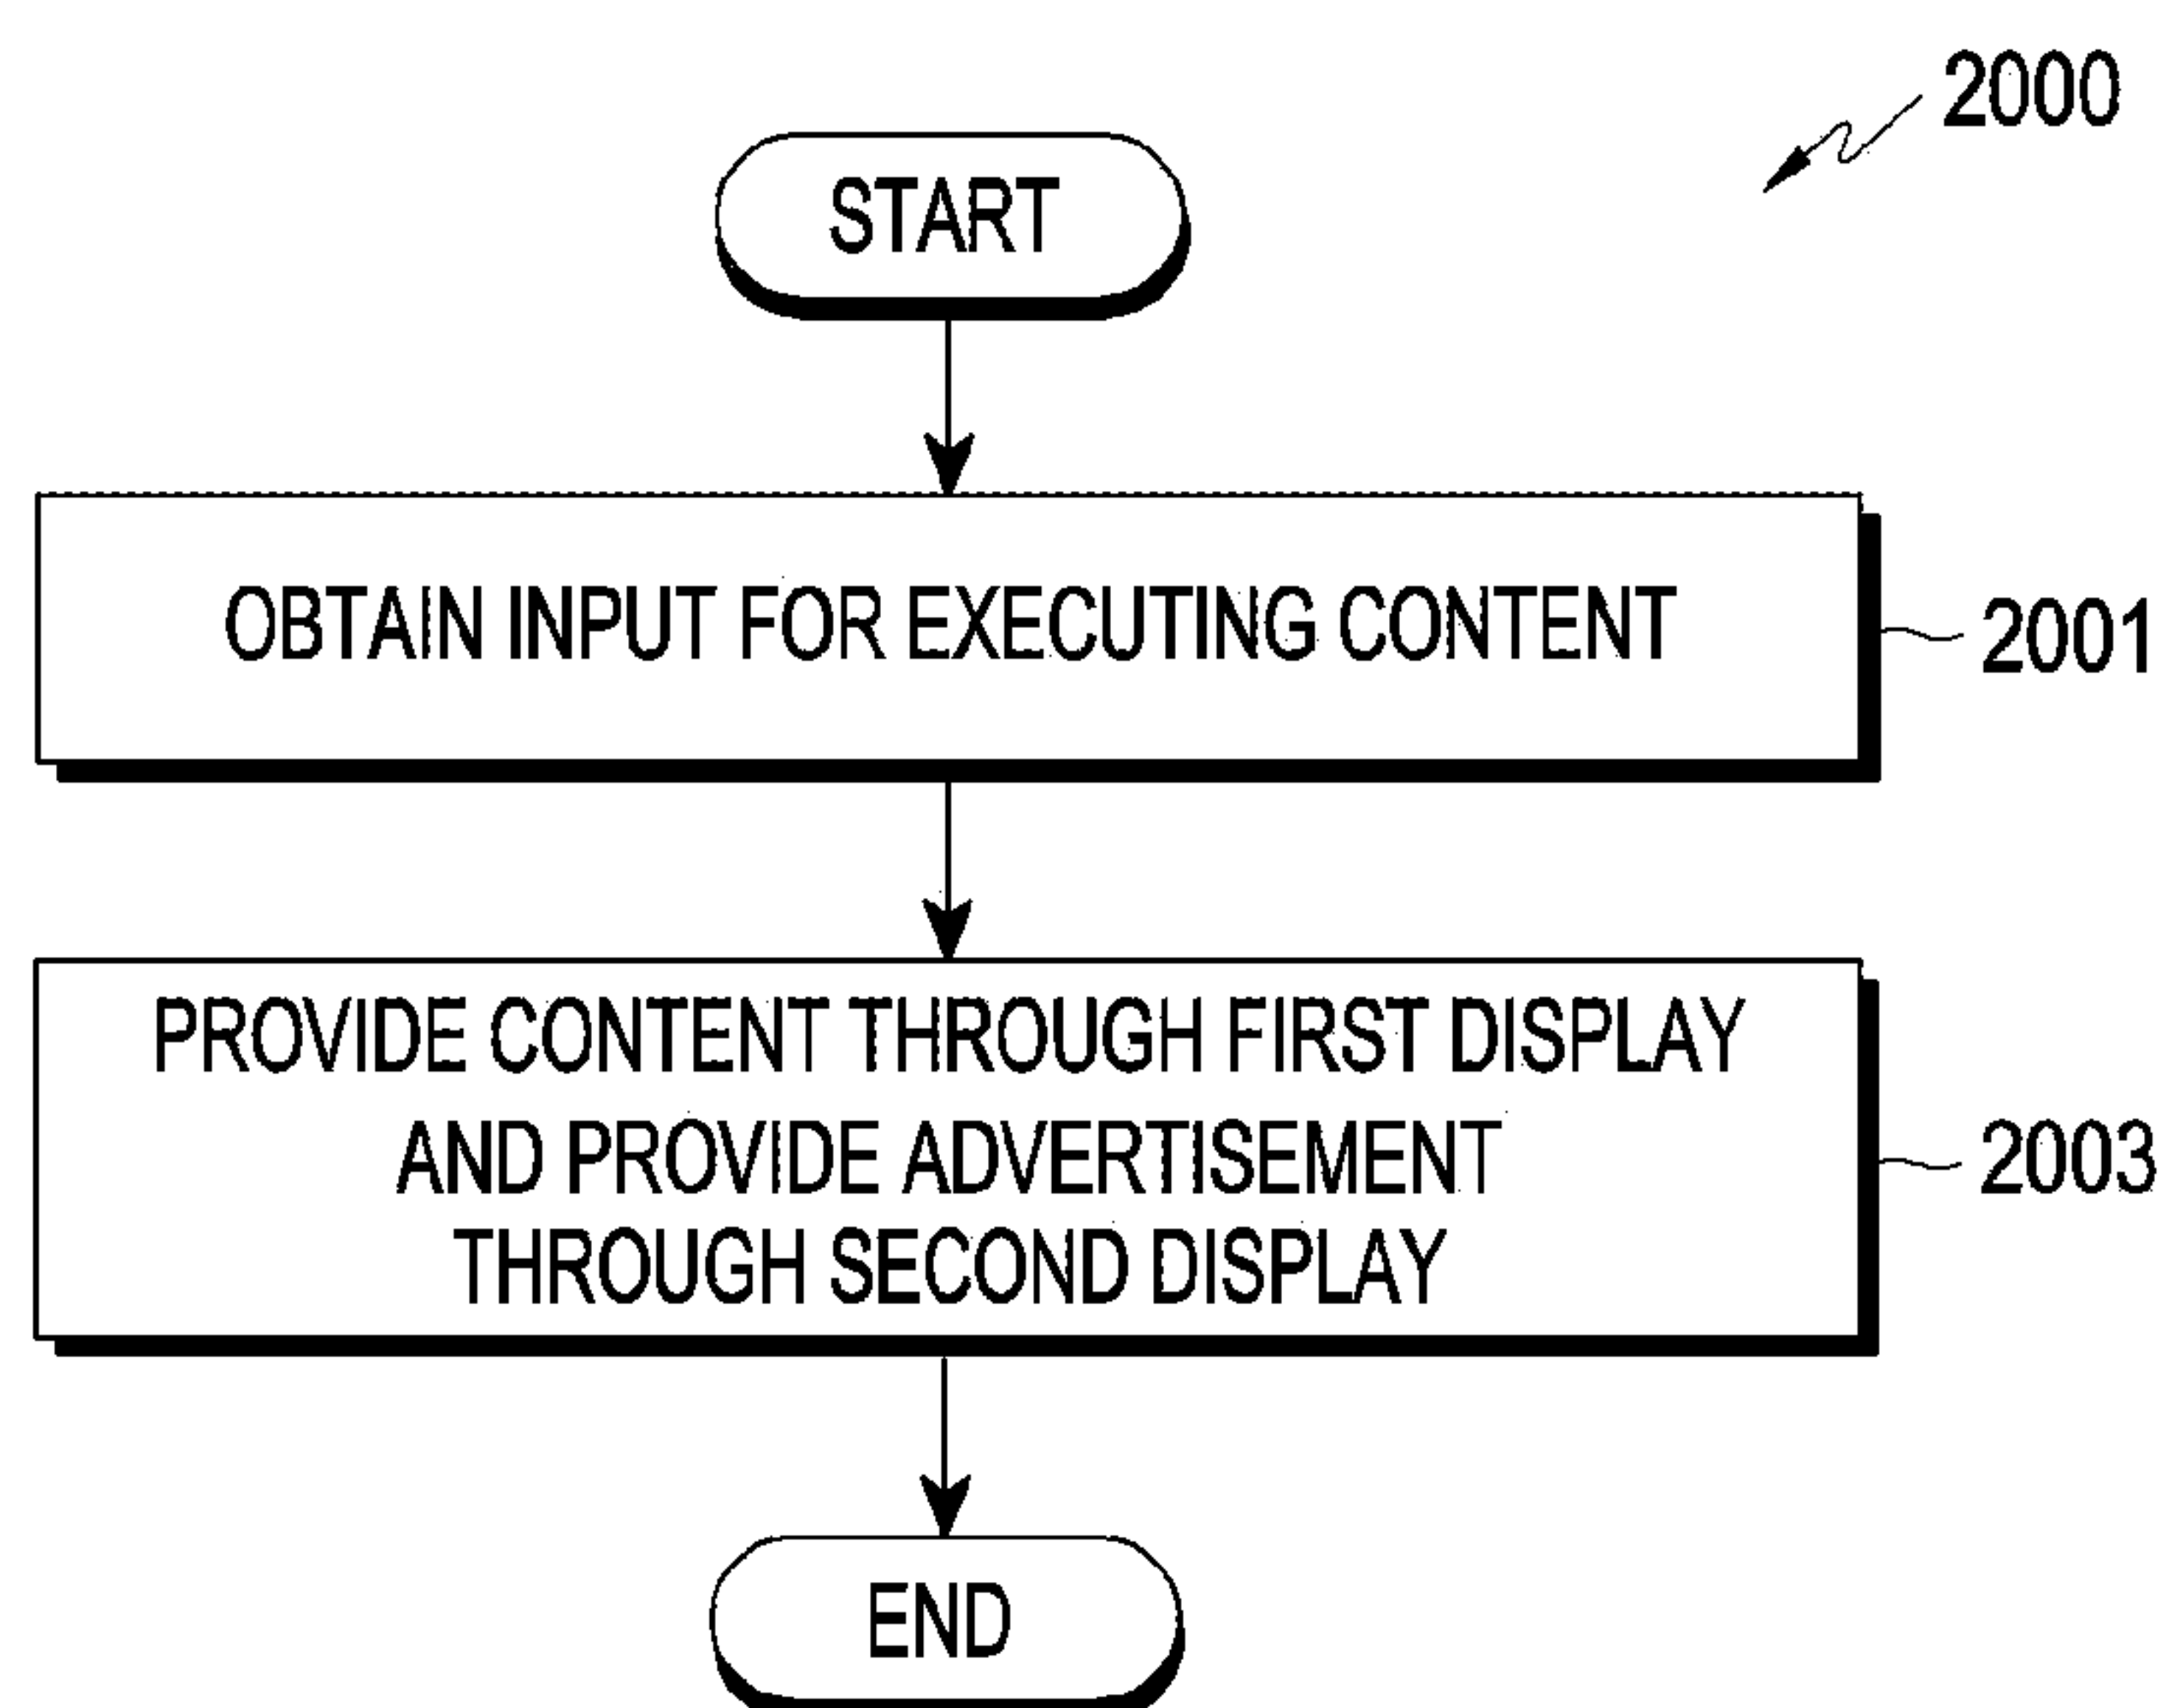 2000
START
OBTAIN INPUT FOR EXECUTING CONTENT
2001
PROVIDE CONTENT THROUGH FIRST DISPLAY
AND PROVIDE ADVERTISEMENT
THROUGH SECOND DISPLAY
2003
END